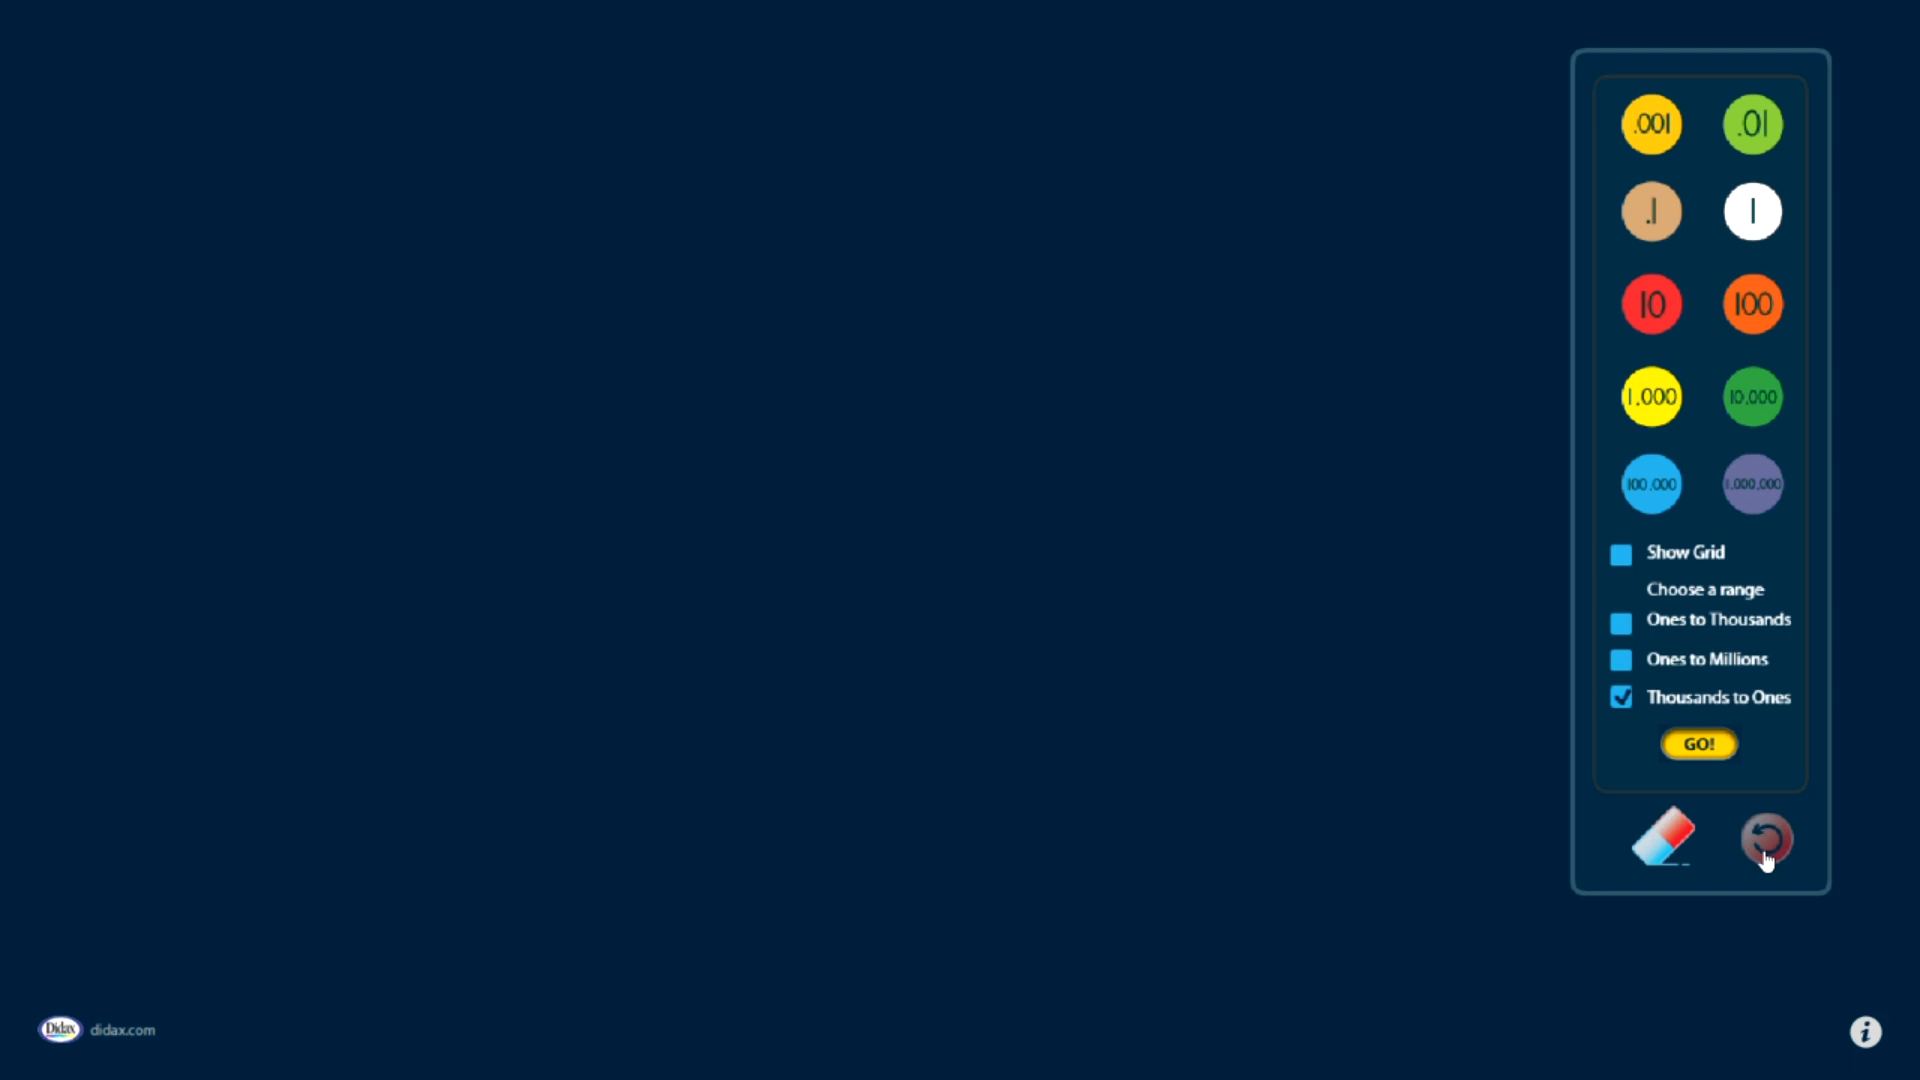 .001 .01
.1 1
10 100
1,000 10,000
100,000 1,000,000
Show Grid
Choose a range
Ones to Thousands
Ones to Millions
Thousands to Ones
GO!
Didax didax.com
i